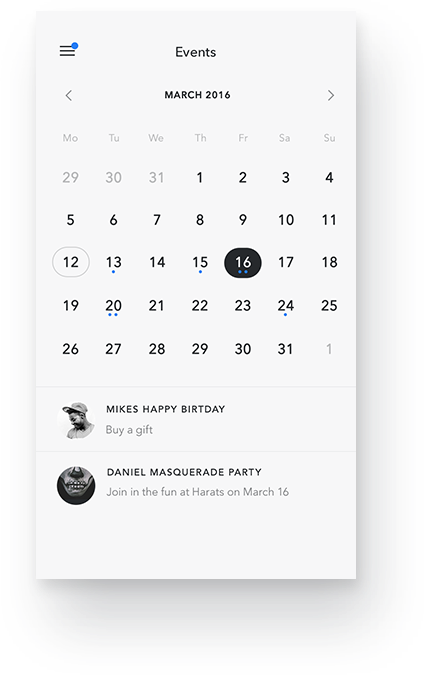 Events
MARCH 2016
Mo Tu We Th Fr Sa Su
29 30 31 1 2 3 4
5 6 7 8 9 10 11
12 13 14 15 16 17 18
19 20 21 22 23 24 25
26 27 28 29 30 31 1
MIKES HAPPY BIRTDAY
Buy a gift
DANIEL MASQUERADE PARTY
Join in the fun at Harats on March 16